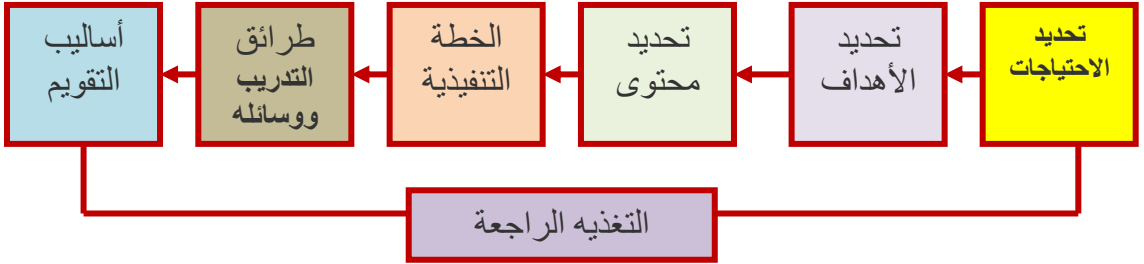 تحديد
الاحتياجات
تحديد
الأهداف
تحديد
محتوى
الخطة
التنفيذية
طرائق
التدريب
ووسائله
أساليب
التقويم
التغذيه الراجعة